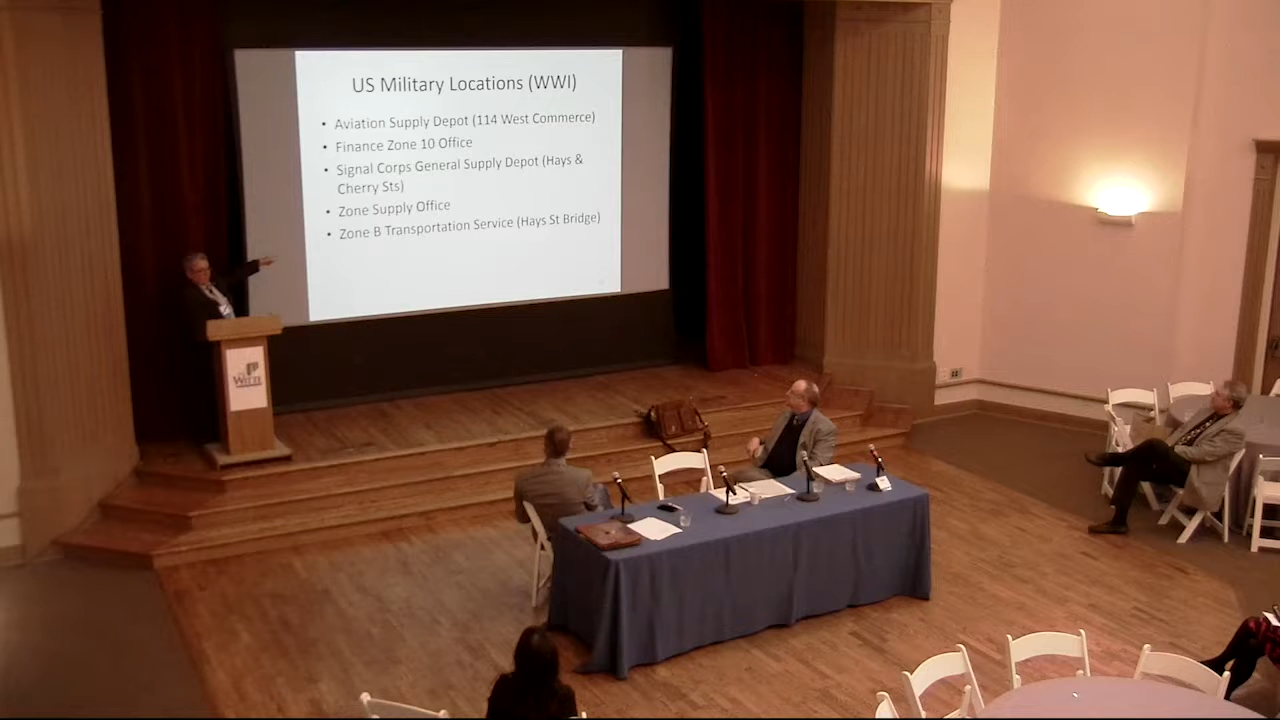 US Military Locations (WWI)
• Aviation Supply Depot (114 West Commerce)
• Finance Zone 10 Office
• Signal Corps General Supply Depot (Hays &
Cherry Sts)
• Zone Supply Office
• Zone B Transportation Service (Hays St Bridge)
WITTE